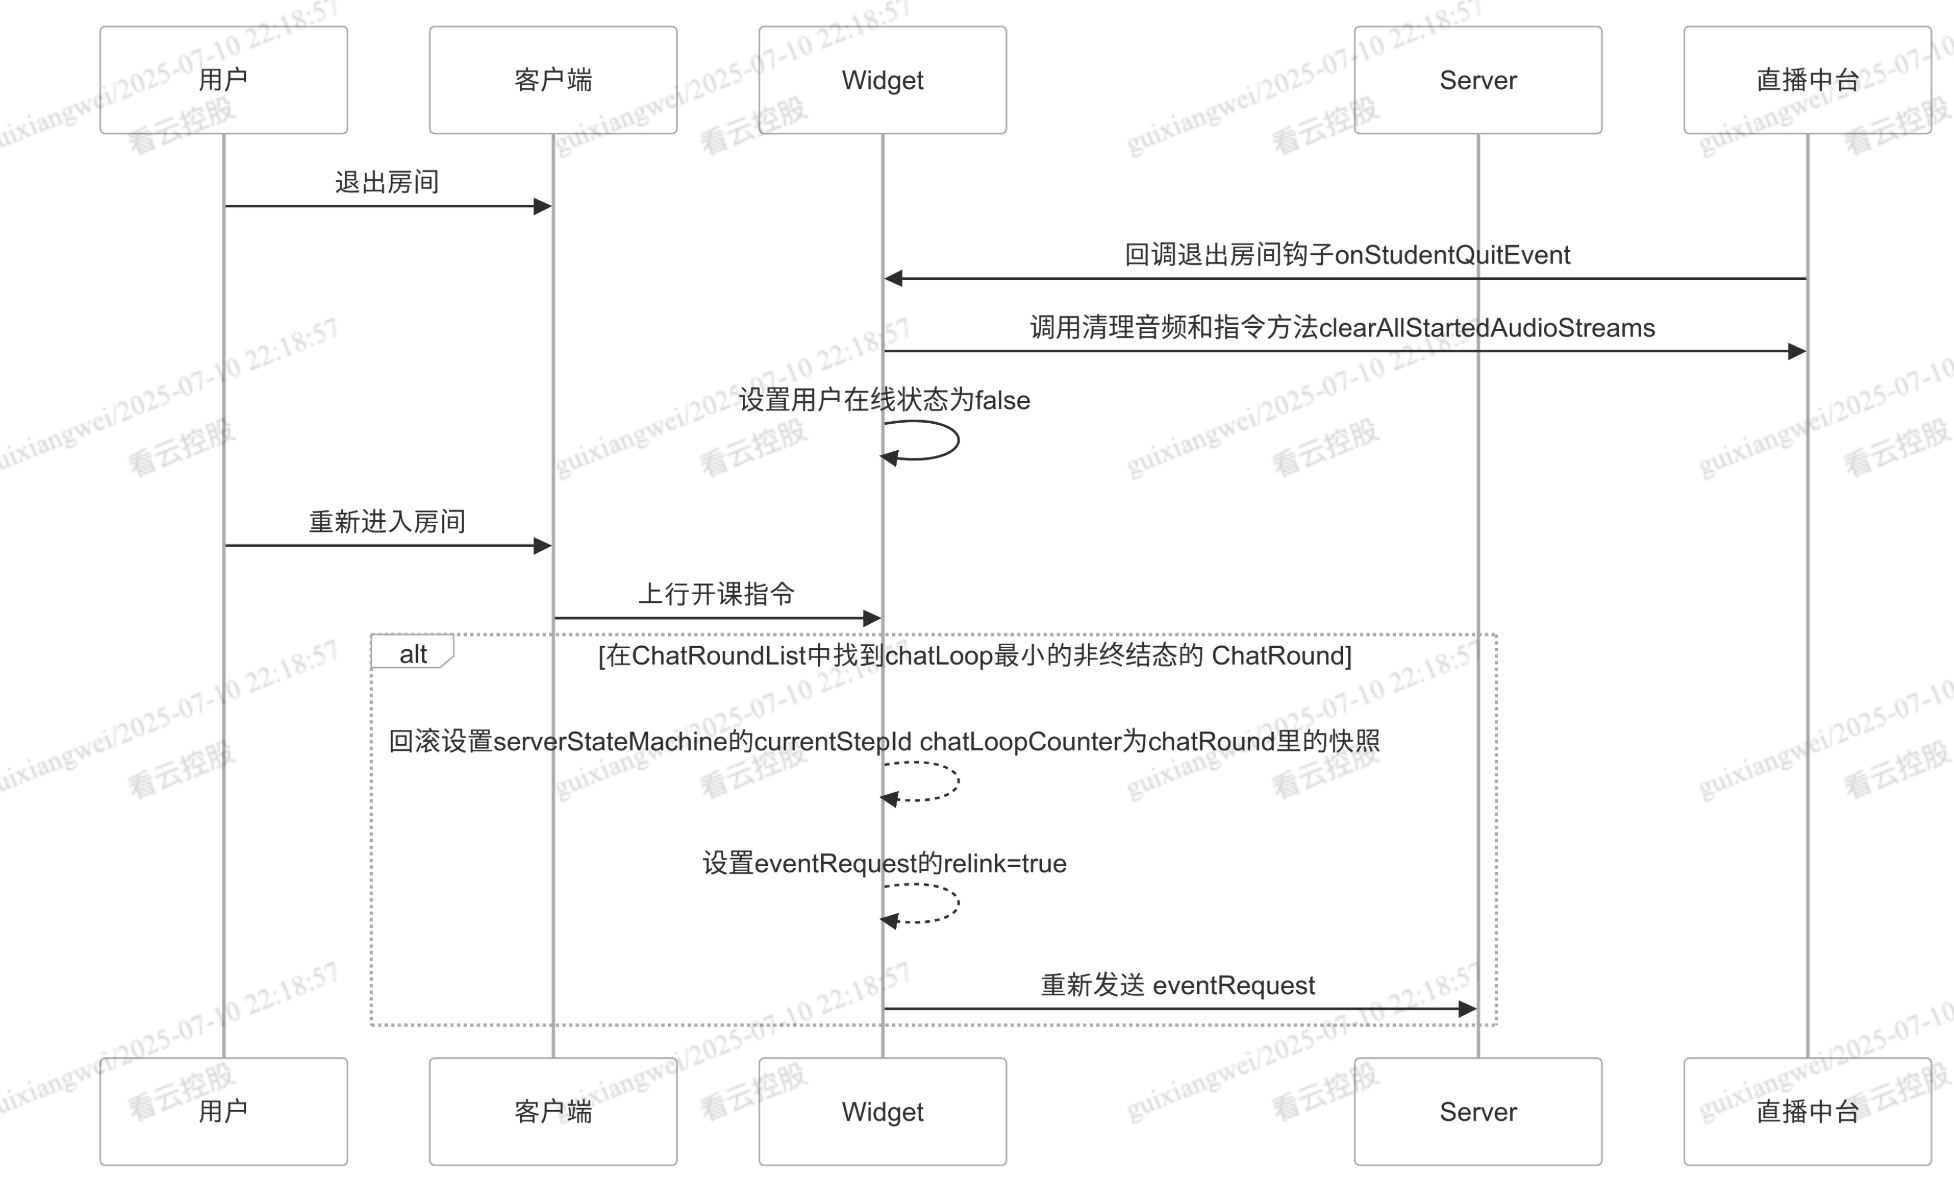 用户
客户端
Widget
Server
直播中台
退出房间
回调退出房间钩子onStudentQuitEvent
调用清理音频和指令方法clearAllStartedAudioStreams
设置用户在线状态为false
重新进入房间
上行开课指令
alt
[在ChatRoundList中找到chatLoop最小的非终结态的 ChatRound]
回滚设置serverStateMachine的currentStepId chatLoopCounter为chatRound里的快照
设置eventRequest的relink=true
重新发送 eventRequest
用户
客户端
Widget
Server
直播中台
guixiangwei/2025-07-10 22:18:57
看云控股